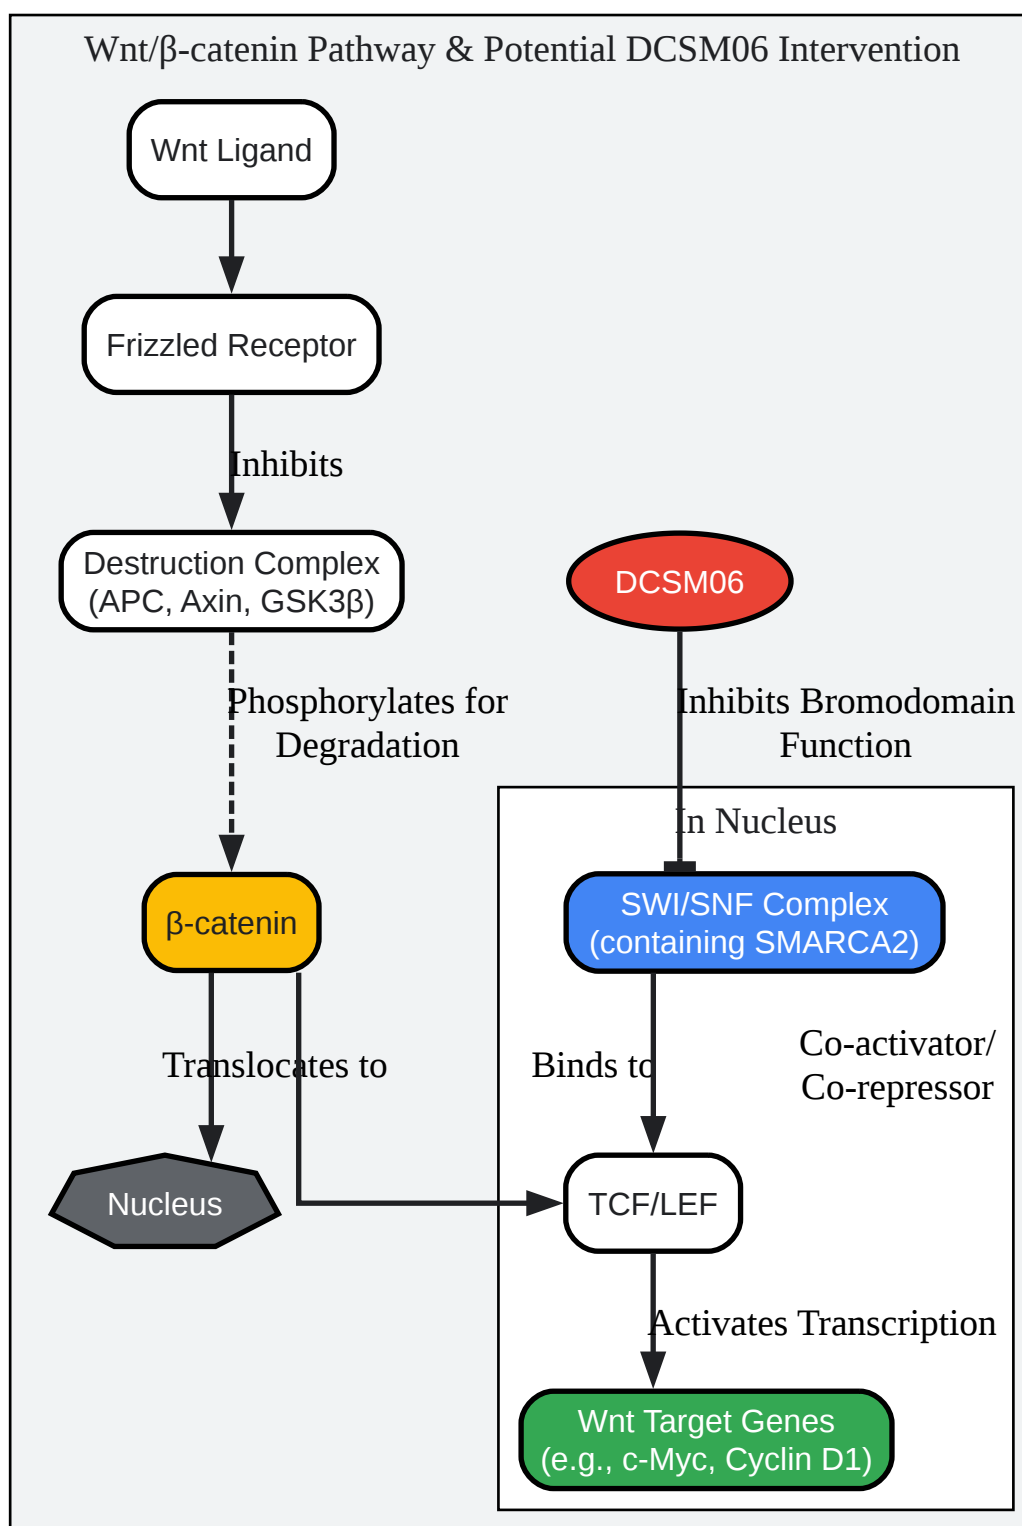 Wnt/β-catenin Pathway & Potential DCSM06 Intervention
Wnt Ligand
Frizzled Receptor
Inhibits
Destruction Complex
(APC, Axin, GSK3β)
DCSM06
Phosphorylates for
Degradation
Inhibits Bromodomain
Function
In Nucleus
β-catenin
SWI/SNF Complex
(containing SMARCA2)
Translocates to
Binds to
Co-activator/
Co-repressor
Nucleus
TCF/LEF
Activates Transcription
Wnt Target Genes
(e.g., c-Myc, Cyclin D1)